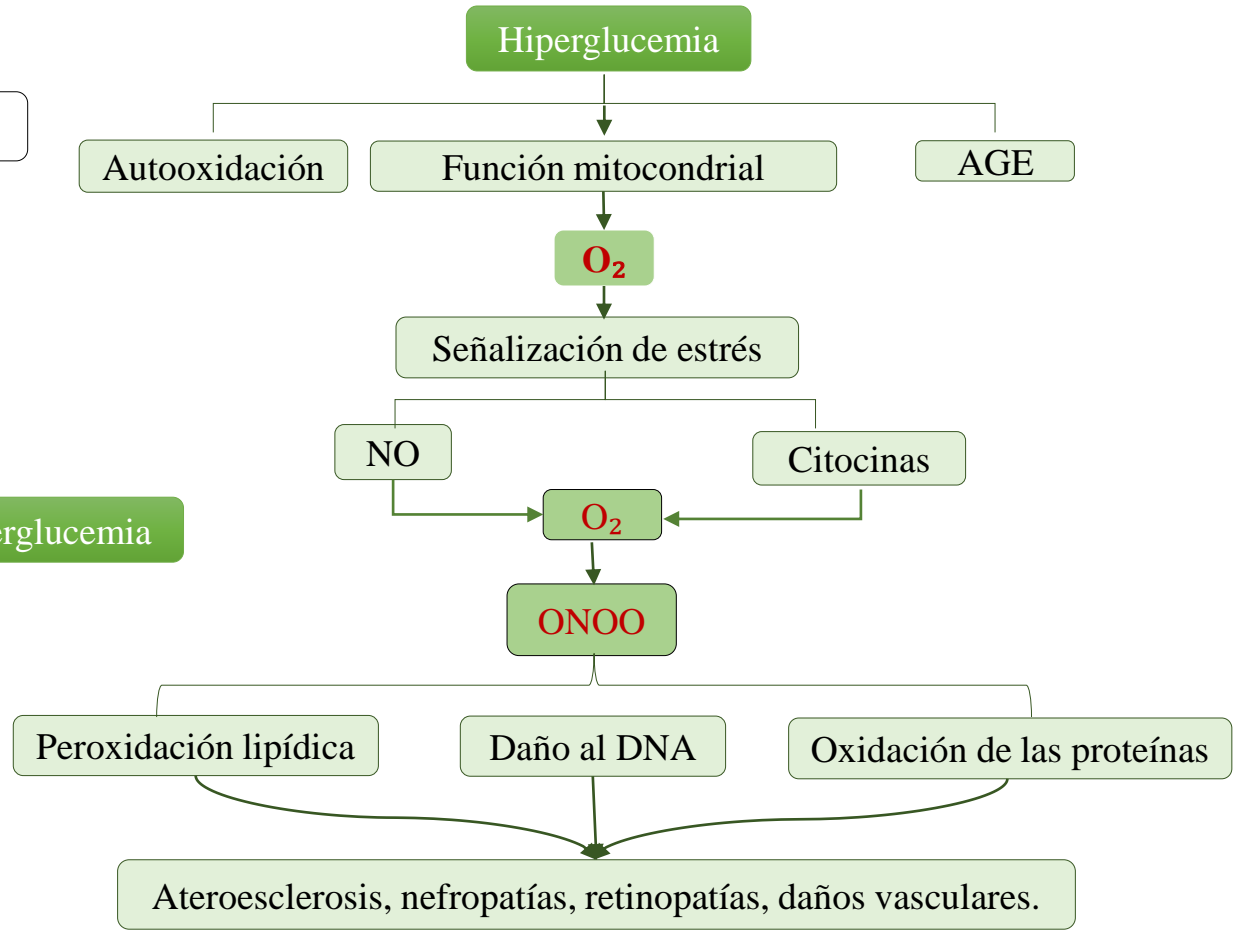 Hiperglucemia
Autooxidación
Función mitocondrial
AGE
O₂
Señalización de estrés
NO
Citocinas
O₂
erglucemia
ONOO
Peroxidación lipídica
Daño al DNA
Oxidación de las proteínas
Ateroesclerosis, nefropatías, retinopatías, daños vasculares.